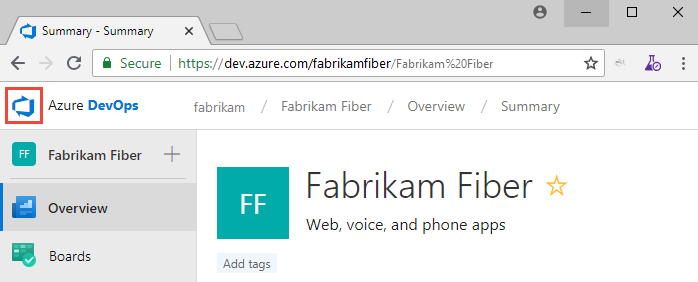 Summary - Summary
Secure https://dev.azure.com/fabrikamfiber/Fabrikam%20Fiber
Azure DevOps fabrikam / Fabrikam Fiber / Overview / Summary
FF Fabrikam Fiber
Overview
Boards
FF
Fabrikam Fiber
Web, voice, and phone apps
Add tags